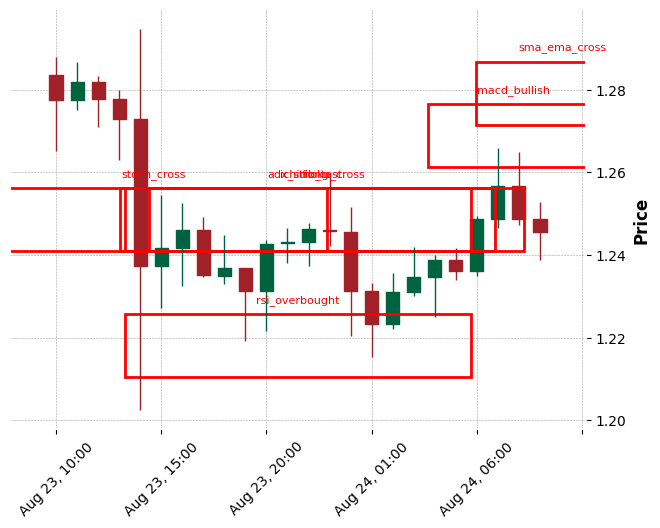 sma_ema_cross
macd_bullish
1.28
1.26
stoch_cross
1.24
Price
rsi_overbought
1.22
1.20
Aug 23, 10:00
Aug 23, 15:00
Aug 23, 20:00
Aug 24, 01:00
Aug 24, 06:00